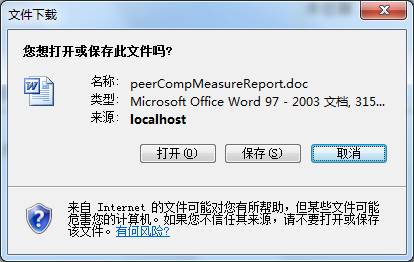 文件下载
您想打开或保存此文件吗?
名称: peerCompMeasureReport.doc
类型: Microsoft Office Word 97 - 2003 文档, 315...
来源: localhost
打开(O) 保存(S) 取消
来自 Internet 的文件可能对您有所帮助，但某些文件可能
危害您的计算机。如果您不信任其来源，请不要打开或保存
该文件。有何风险?